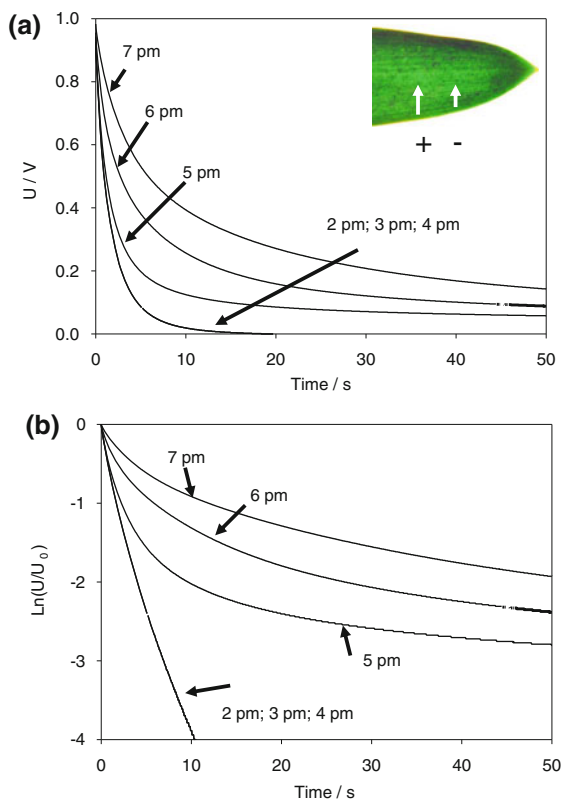 (a)
1.0
0.8
0.6
0.4
0.2
0.0
U / V
7 pm
6 pm
5 pm
2 pm; 3 pm; 4 pm
+ -
0 10 20 30 40 50
Time / s
(b)
0
-1
-2
-3
-4
Ln(U/U₀)
7 pm
6 pm
5 pm
2 pm; 3 pm; 4 pm
0 10 20 30 40 50
Time / s